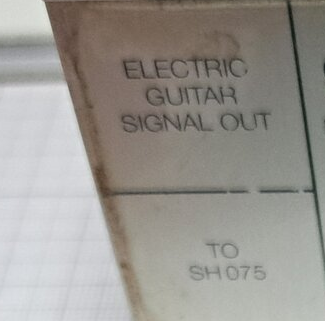 ELECTRIC
GUITAR
SIGNAL OUT
TO
SH 075